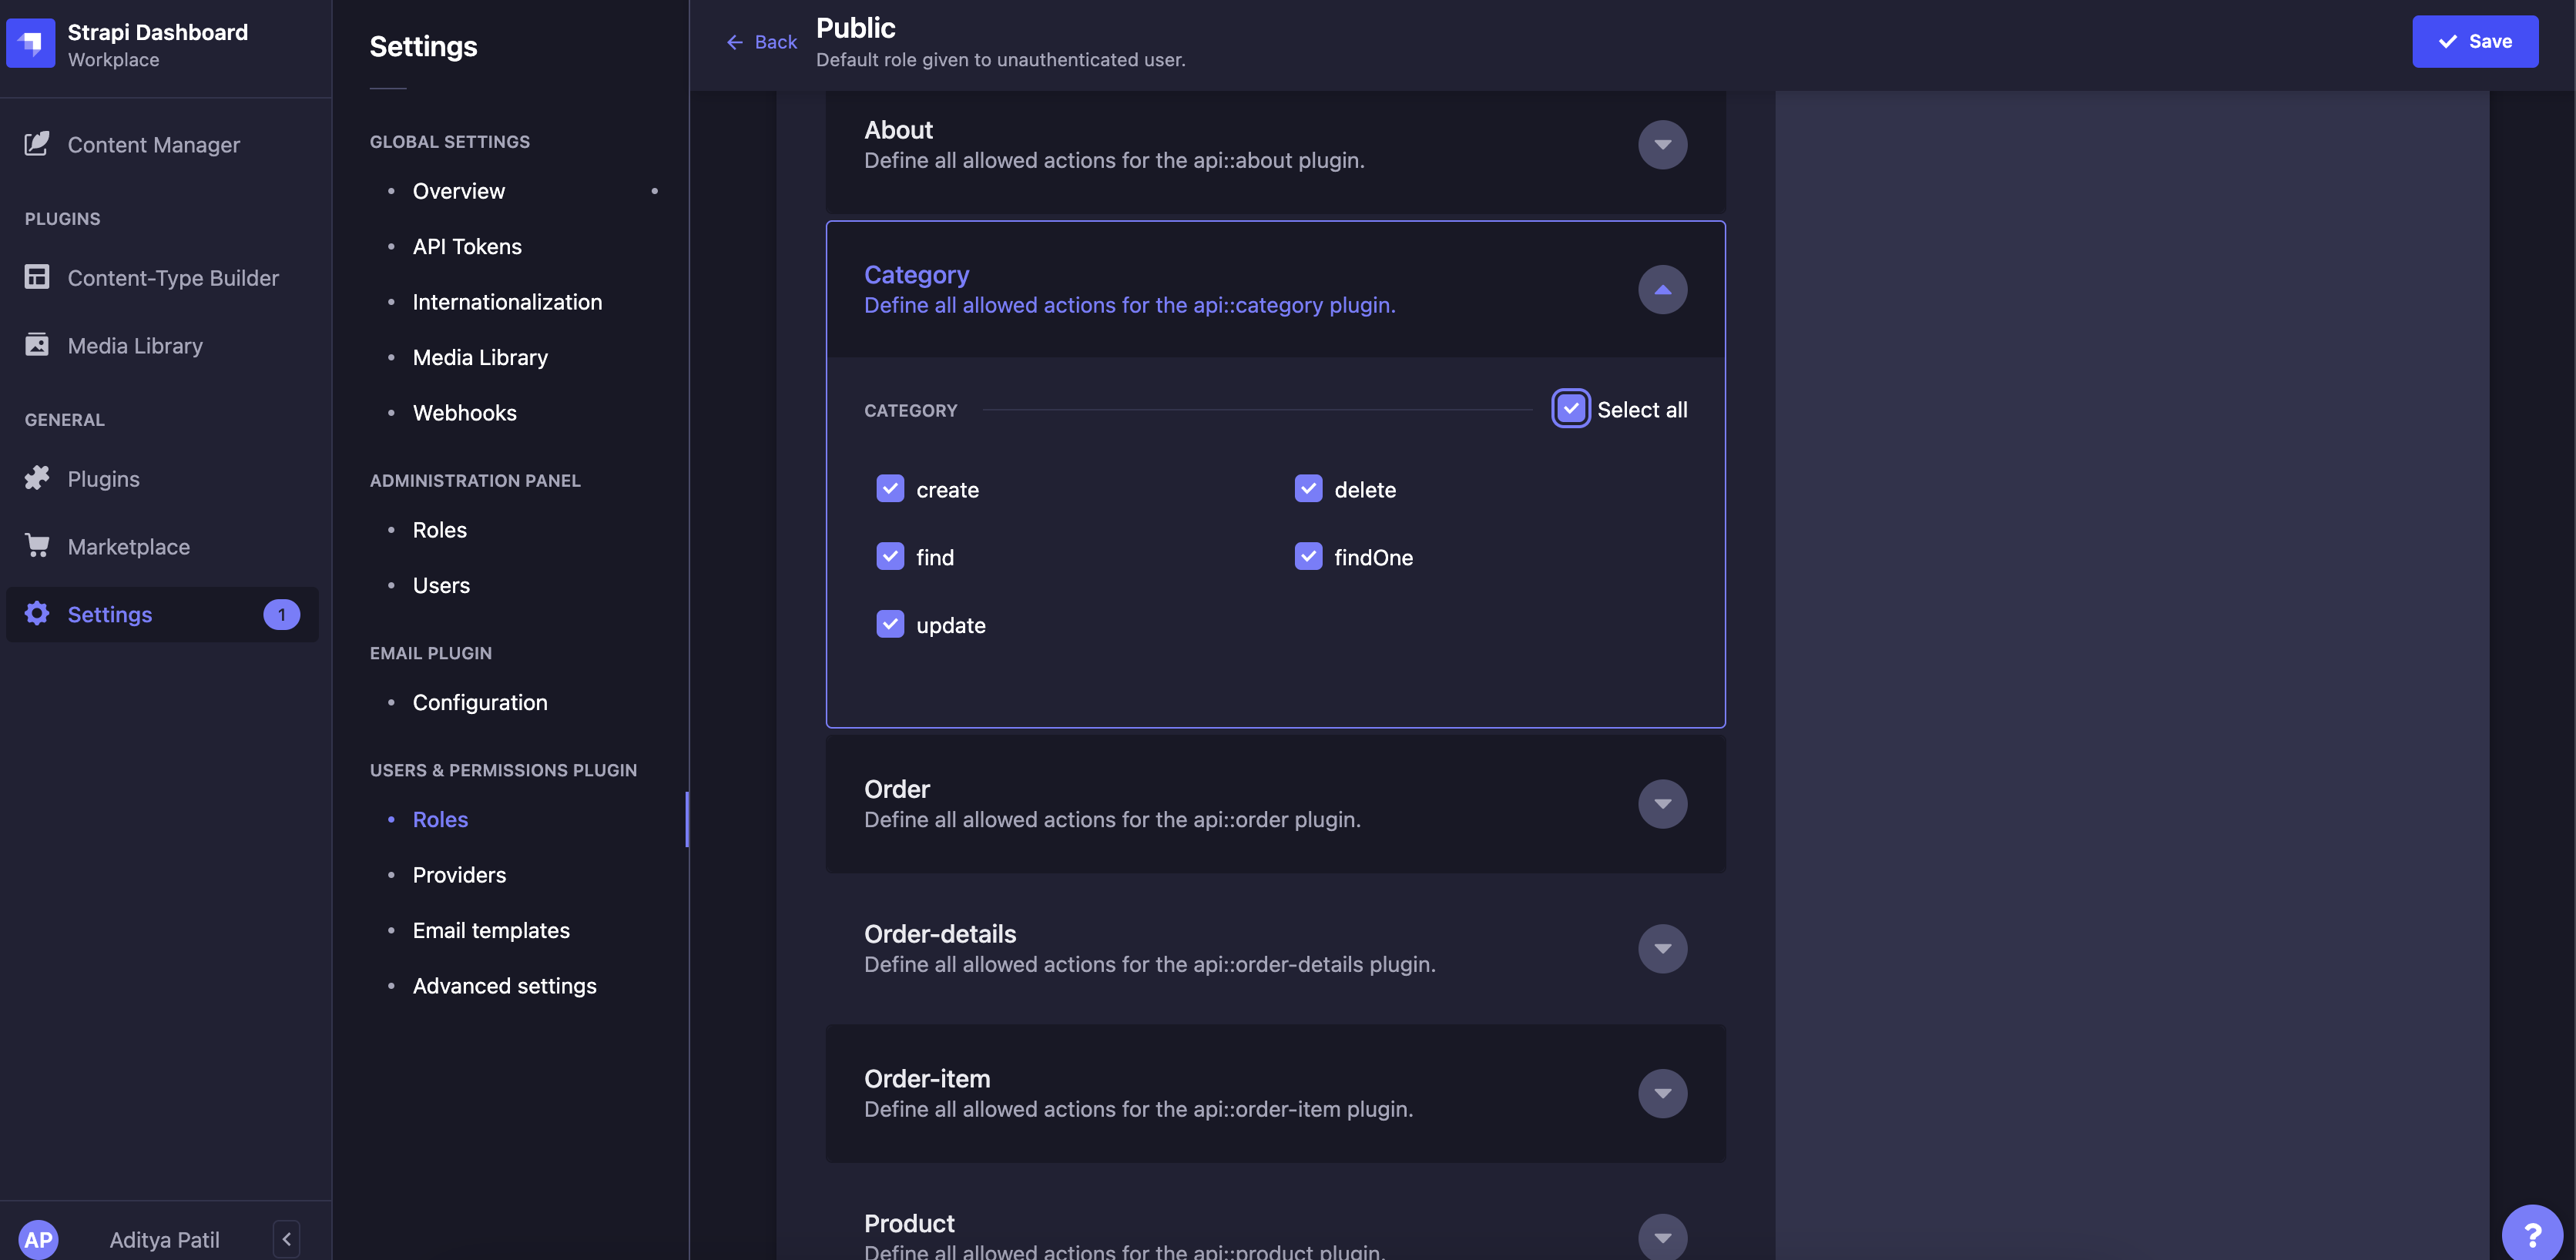 Strapi Dashboard
Workplace
Content Manager
PLUGINS
Content-Type Builder
Media Library
GENERAL
Plugins
Marketplace
Settings 1
AP Aditya Patil
Settings
GLOBAL SETTINGS
Overview
API Tokens
Internationalization
Media Library
Webhooks
ADMINISTRATION PANEL
Roles
Users
EMAIL PLUGIN
Configuration
USERS & PERMISSIONS PLUGIN
Roles
Providers
Email templates
Advanced settings
Back
Public
Default role given to unauthenticated user.
Save
About
Define all allowed actions for the api::about plugin.
Category
Define all allowed actions for the api::category plugin.
CATEGORY Select all
create delete
find findOne
update
Order
Define all allowed actions for the api::order plugin.
Order-details
Define all allowed actions for the api::order-details plugin.
Order-item
Define all allowed actions for the api::order-item plugin.
Product
Define all allowed actions for the api::product plugin.
?